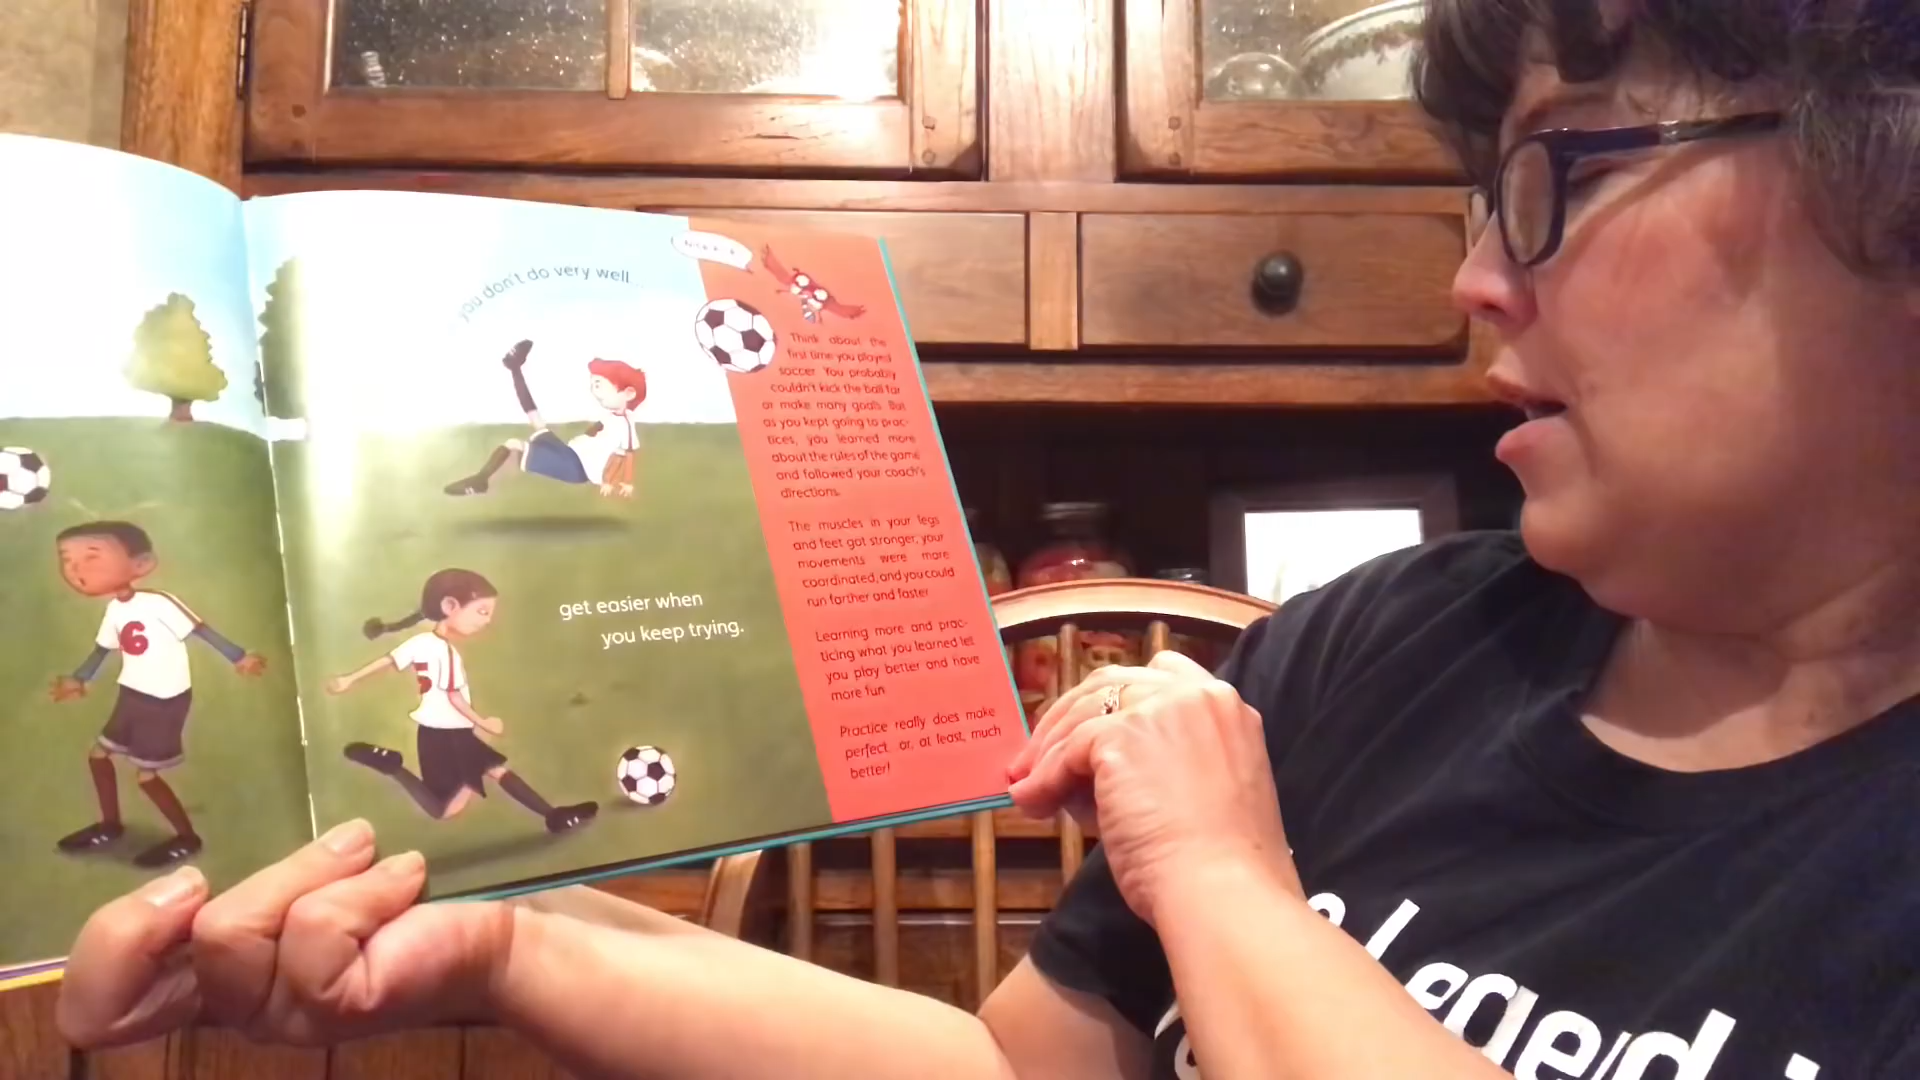 you don't do very well...
get easier when
you keep trying.
Think about the
first time you played
soccer. You probably
couldn't kick the ball far
or make many goals. But
as you kept going to prac-
tices, you learned more
about the rules of the game
and followed your coach's
directions.
The muscles in your legs
and feet got stronger, your
movements were more
coordinated, and you could
run farther and faster.
Learning more and prac-
ticing what you learned let
you play better and have
more fun.
Practice really does make
perfect...or, at least, much
better!
6
5
Legend